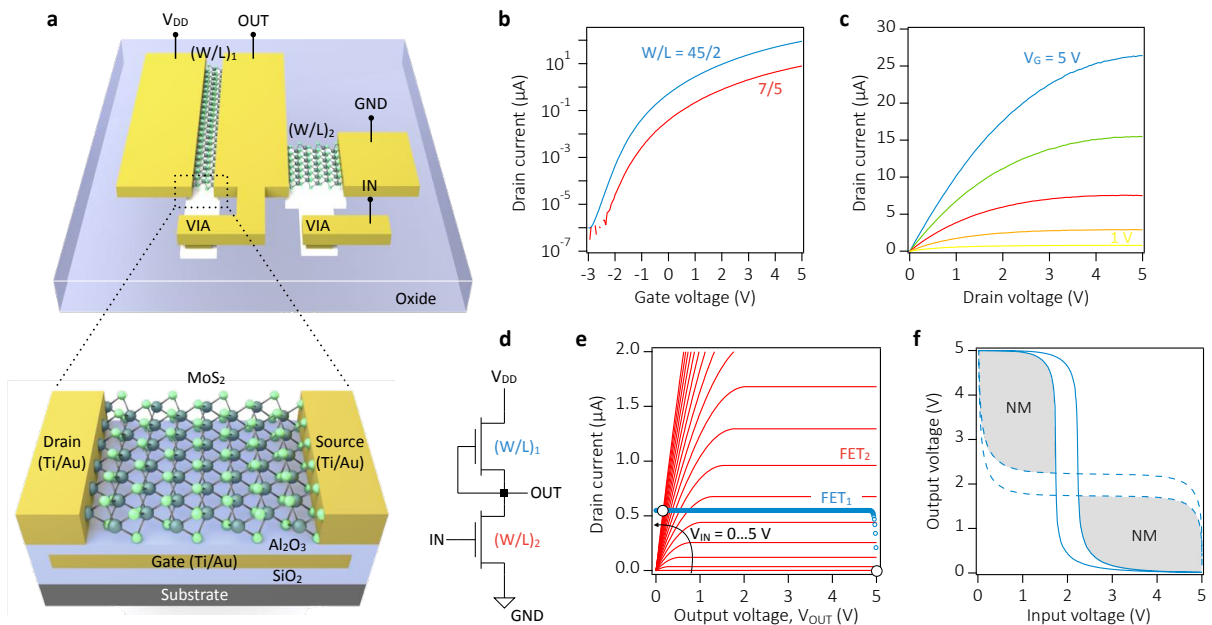 a
V_DD
OUT
(W/L)₁
GND
(W/L)₂
IN
VIA
VIA
Oxide
MoS₂
Drain
(Ti/Au)
Source
(Ti/Au)
Al₂O₃
Gate (Ti/Au)
SiO₂
Substrate
b
Drain current (µA)
10¹
10⁻¹
10⁻³
10⁻⁵
10⁻⁷
W/L = 45/2
7/5
-3 -2 -1 0 1 2 3 4 5
Gate voltage (V)
c
Drain current (µA)
30
25
20
15
10
5
0
V_G = 5 V
1 V
0 1 2 3 4 5
Drain voltage (V)
d
V_DD
(W/L)₁
OUT
IN
(W/L)₂
GND
e
Drain current (µA)
2.0
1.5
1.0
0.5
0.0
FET₂
FET₁
V_IN = 0...5 V
0 1 2 3 4 5
Output voltage, V_OUT (V)
f
Output voltage (V)
5
4
3
2
1
0
NM
NM
0 1 2 3 4 5
Input voltage (V)